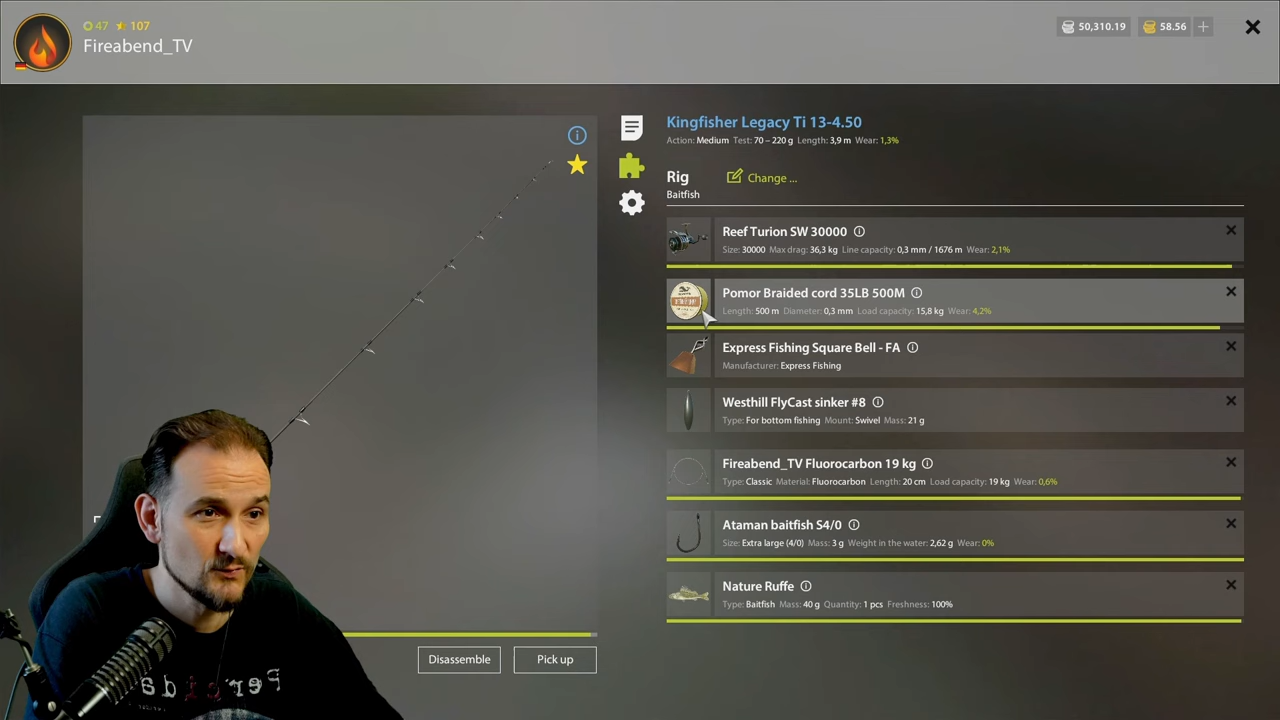 47 107
Fireabend_TV
50,310.19 58.56 +
Kingfisher Legacy Ti 13-4.50
Action: Medium Test: 70 – 220 g Length: 3,9 m Wear: 1,3%
Rig Change ...
Baitfish
Reef Turion SW 30000
Size: 30000 Max drag: 36,3 kg Line capacity: 0,3 mm / 1676 m Wear: 2,1%
Pomor Braided cord 35LB 500M
Length: 500 m Diameter: 0,3 mm Load capacity: 15,8 kg Wear: 4,2%
Express Fishing Square Bell - FA
Manufacturer: Express Fishing
Westhill FlyCast sinker #8
Type: For bottom fishing Mount: Swivel Mass: 21 g
Fireabend_TV Fluorocarbon 19 kg
Type: Classic Material: Fluorocarbon Length: 20 cm Load capacity: 19 kg Wear: 0,6%
Ataman baitfish S4/0
Size: Extra large (4/0) Mass: 3 g Weight in the water: 2,62 g Wear: 0%
Nature Ruffe
Type: Baitfish Mass: 40 g Quantity: 1 pcs Freshness: 100%
Disassemble Pick up